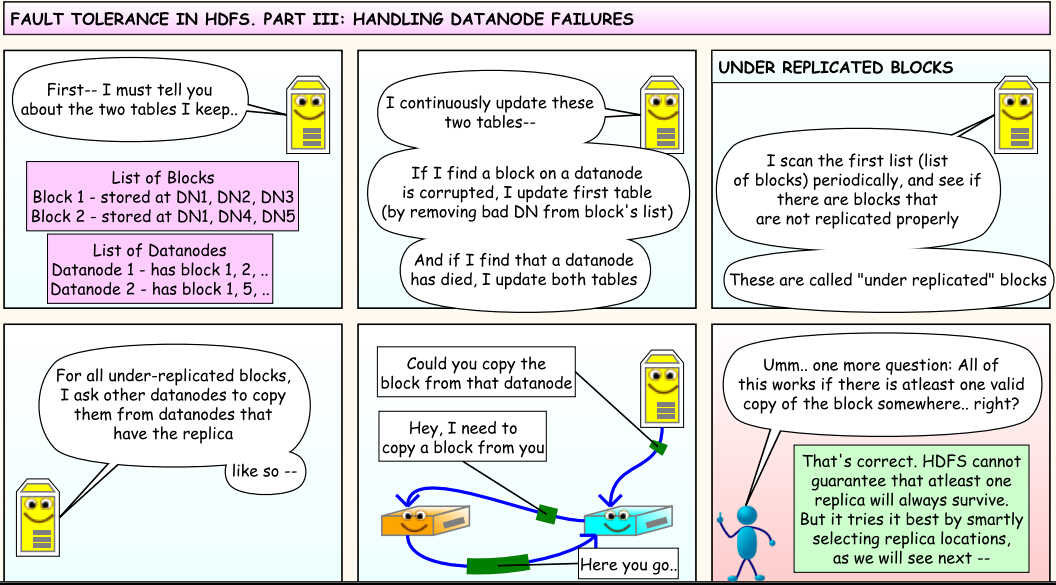 FAULT TOLERANCE IN HDFS. PART III: HANDLING DATANODE FAILURES
First-- I must tell you
about the two tables I keep..
List of Blocks
Block 1 - stored at DN1, DN2, DN3
Block 2 - stored at DN1, DN4, DN5
List of Datanodes
Datanode 1 - has block 1, 2, ..
Datanode 2 - has block 1, 5, ..
I continuously update these
two tables--
If I find a block on a datanode
is corrupted, I update first table
(by removing bad DN from block's list)
And if I find that a datanode
has died, I update both tables
UNDER REPLICATED BLOCKS
I scan the first list (list
of blocks) periodically, and see if
there are blocks that
are not replicated properly
These are called "under replicated" blocks
For all under-replicated blocks,
I ask other datanodes to copy
them from datanodes that
have the replica
like so --
Could you copy the
block from that datanode
Hey, I need to
copy a block from you
Here you go..
Umm.. one more question: All of
this works if there is atleast one valid
copy of the block somewhere.. right?
That's correct. HDFS cannot
guarantee that atleast one
replica will always survive.
But it tries it best by smartly
selecting replica locations,
as we will see next --